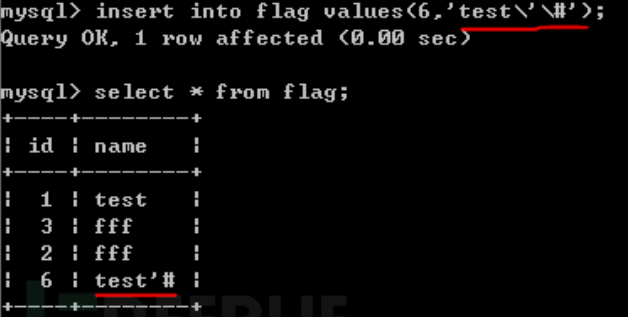 mysql> insert into flag values(6,'test\'\#');
Query OK, 1 row affected (0.00 sec)
mysql> select * from flag;
+----+--------+
| id | name   |
+----+--------+
|  1 | test   |
|  3 | fff    |
|  2 | fff    |
|  6 | test'# |
+----+--------+